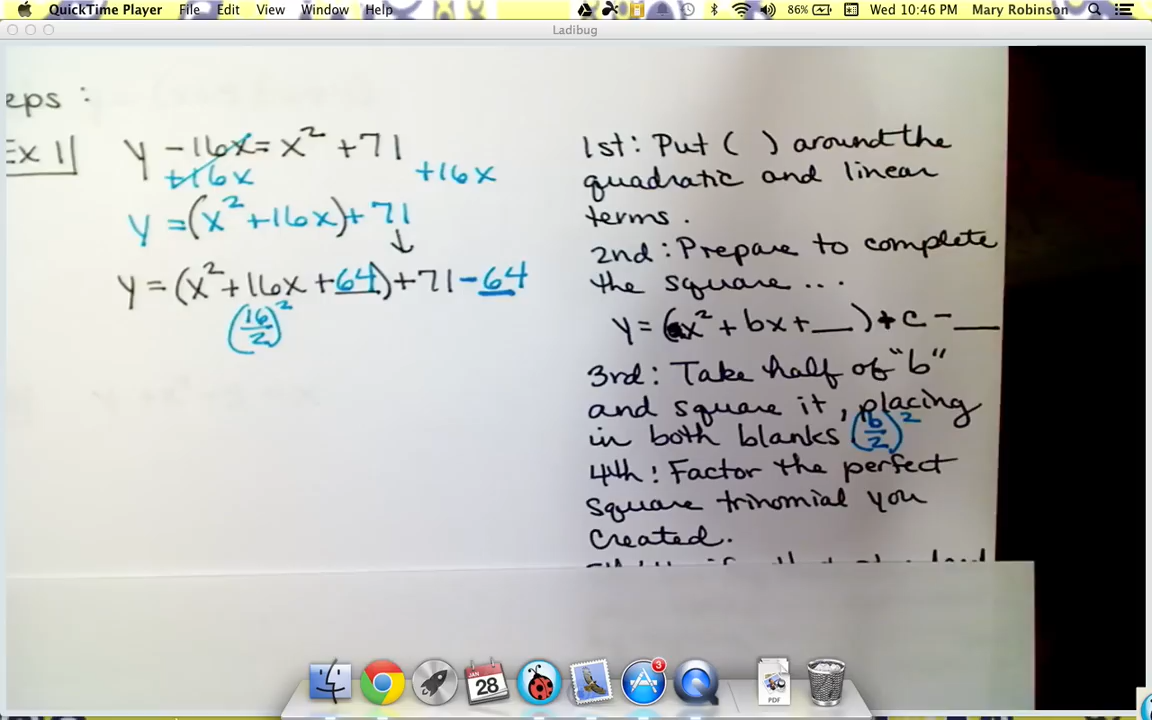 QuickTime Player File Edit View Window Help 86% Wed 10:46 PM Mary Robinson
Ladibug
eps :
Ex 1
y - 16x = x² + 71
+16x +16x
y = (x² + 16x) + 71
y = (x² + 16x + 64) + 71 - 64
(16/2)²
1st: Put ( ) around the
quadratic and linear
terms.
2nd: Prepare to complete
the square ...
y = (x² + bx + __) + c - __
3rd: Take half of "b"
and square it, placing
in both blanks (b/2)²
4th: Factor the perfect
square trinomial you
created.
JAN
28
3
PDF